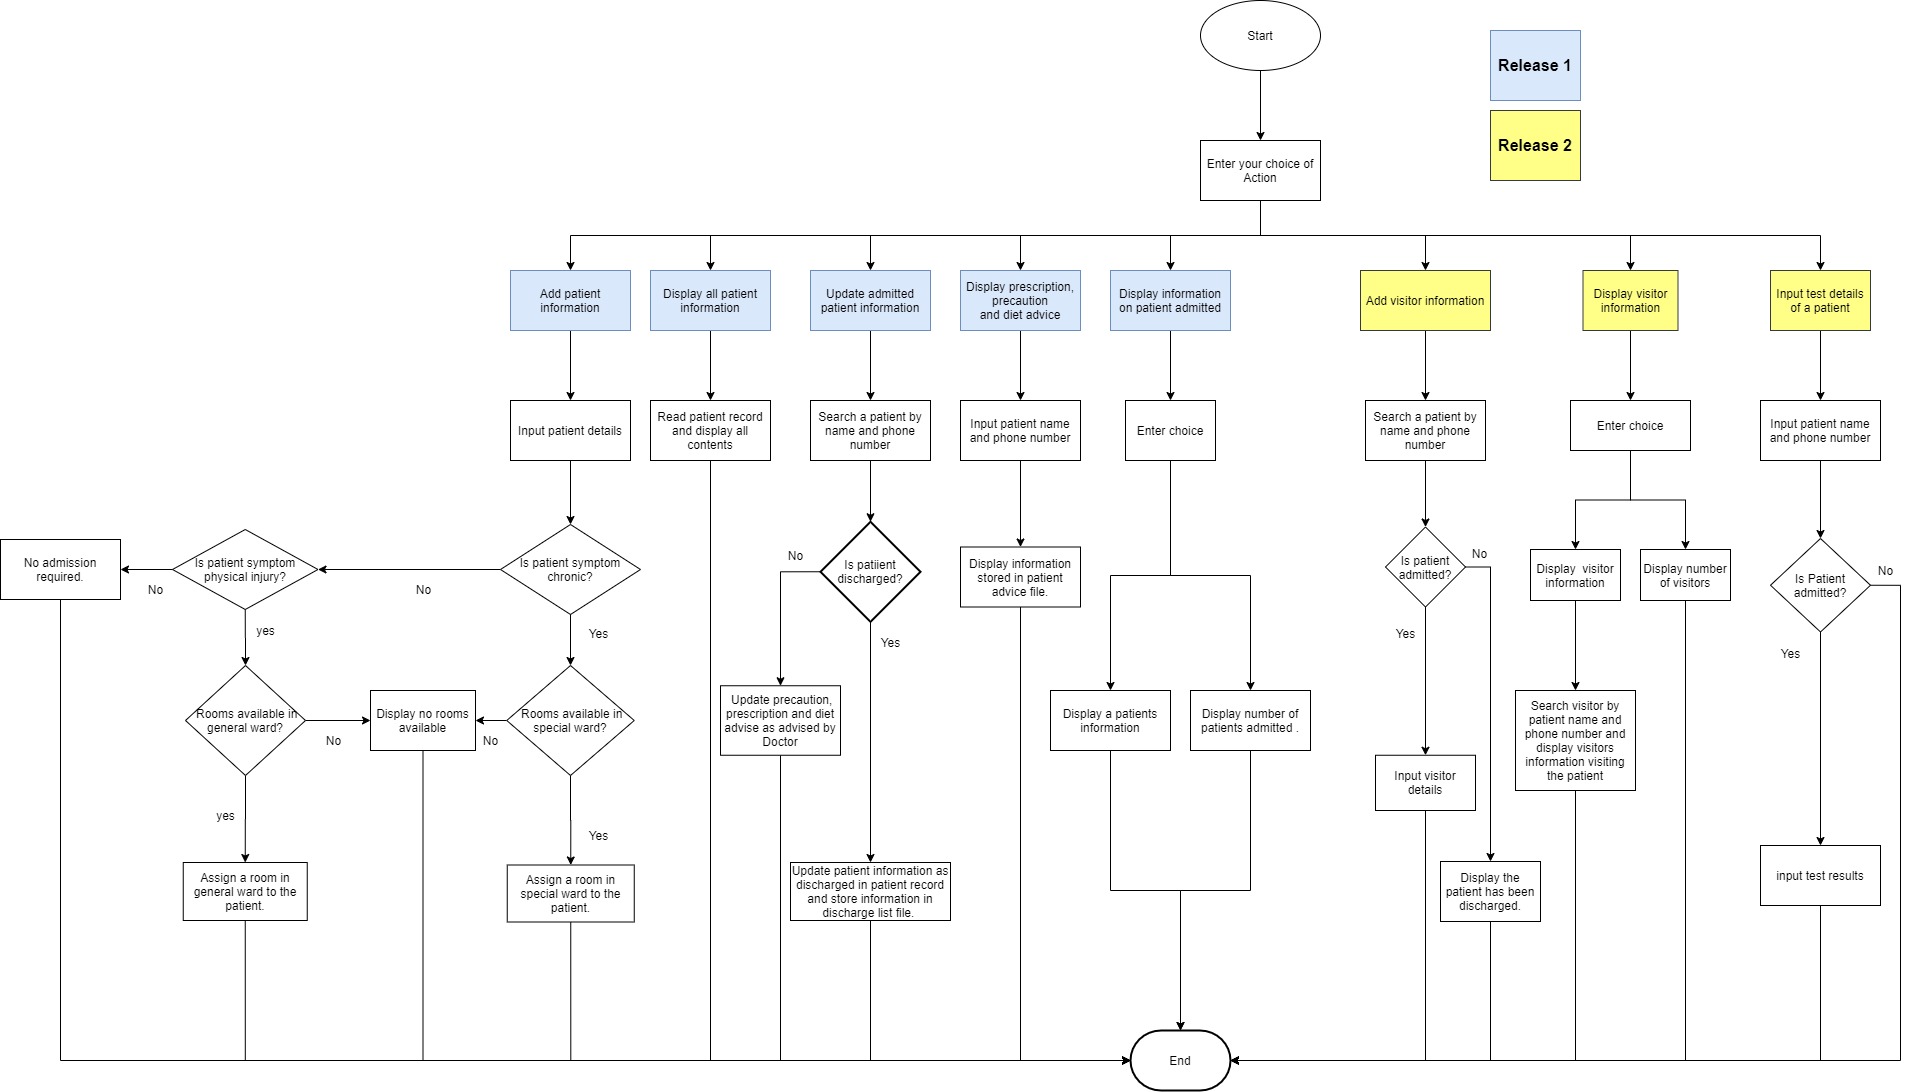 Start
Release 1
Release 2
Enter your choice of
Action
Add patient
information
Display all patient
information
Update admitted
patient information
Display prescription,
precaution
and diet advice
Display information
on patient admitted
Add visitor information
Display visitor
information
Input test details
of a patient
Input patient details
Read patient record
and display all
contents
Search a patient by
name and phone
number
Input patient name
and phone number
Enter choice
Search a patient by
name and phone
number
Enter choice
Input patient name
and phone number
No admission
required.
No
Is patient symptom
physical injury?
No
Is patient symptom
chronic?
No
Is patiient
discharged?
Display information
stored in patient
advice file.
Is patient
admitted?
No
Display  visitor
information
Display number
of visitors
Is Patient
admitted?
No
yes
Yes
Yes
Yes
Yes
Rooms available in
general ward?
No
Display no rooms
available
No
Rooms available in
special ward?
Update precaution,
prescription and diet
advise as advised by
Doctor
Display a patients
information
Display number of
patients admitted .
Search visitor by
patient name and
phone number and
display visitors
information visiting
the patient
Input visitor
details
yes
Yes
Assign a room in
general ward to the
patient.
Assign a room in
special ward to the
patient.
Update patient information as
discharged in patient record
and store information in
discharge list file.
Display the
patient has been
discharged.
input test results
End